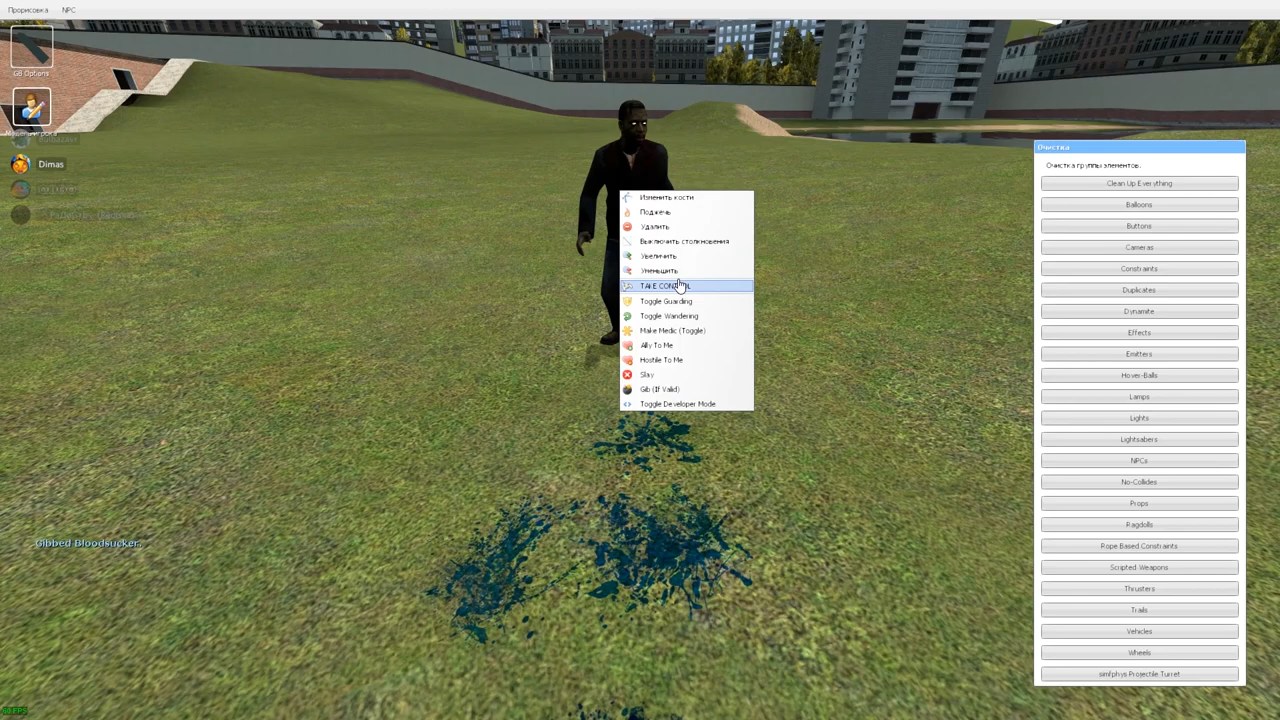 Прорисовка NPC
GB Options
Dimas
Изменить кости
Поджечь
Удалить
Выключить столкновения
Увеличить
Уменьшить
Toggle Guarding
Toggle Wandering
Make Medic (Toggle)
Ally To Me
Hostile To Me
Slay
Gib (If Valid)
Toggle Developer Mode
Gibbed Bloodsucker.
Очистка
Очистка группы элементов.
Clean Up Everything
Balloons
Buttons
Cameras
Constraints
Duplicates
Dynamite
Effects
Emitters
Hover-Balls
Lamps
Lights
Lightsabers
NPCs
No-Collides
Props
Ragdolls
Rope Based Constraints
Scripted Weapons
Thrusters
Trails
Vehicles
Wheels
simfphys Projectile Turret